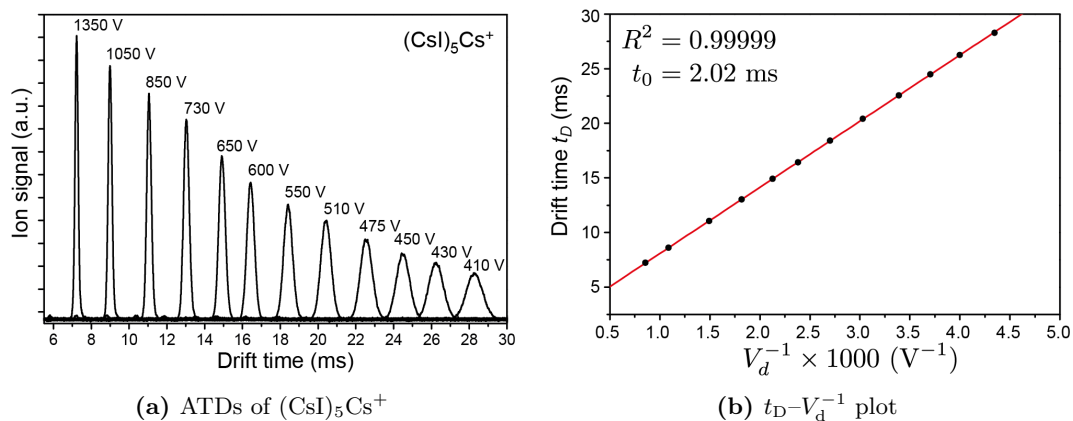 (CsI)₅Cs⁺
1350 V
1050 V
850 V
730 V
650 V
600 V
550 V
510 V
475 V
450 V
430 V
410 V
Ion signal (a.u.)
6 8 10 12 14 16 18 20 22 24 26 28 30
Drift time (ms)
(a) ATDs of (CsI)₅Cs⁺
R² = 0.99999
t₀ = 2.02 ms
Drift time t_D (ms)
30
25
20
15
10
5
0.5 1.0 1.5 2.0 2.5 3.0 3.5 4.0 4.5 5.0
V_d⁻¹ × 1000 (V⁻¹)
(b) t_D–V_d⁻¹ plot